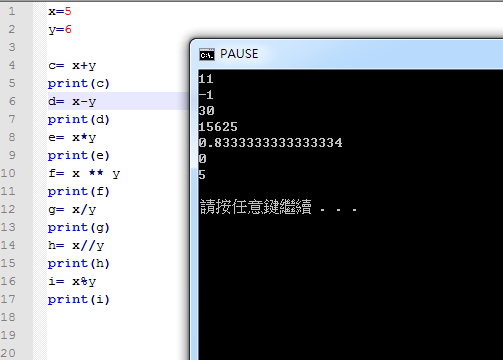 1 x=5
2 y=6
3
4 c= x+y
5 print(c)
6 d= x-y
7 print(d)
8 e= x*y
9 print(e)
10 f= x ** y
11 print(f)
12 g= x/y
13 print(g)
14 h= x//y
15 print(h)
16 i= x%y
17 print(i)
18
19
20
C:\. PAUSE
11
-1
30
15625
0.8333333333333334
0
5
請按任意鍵繼續 . . .